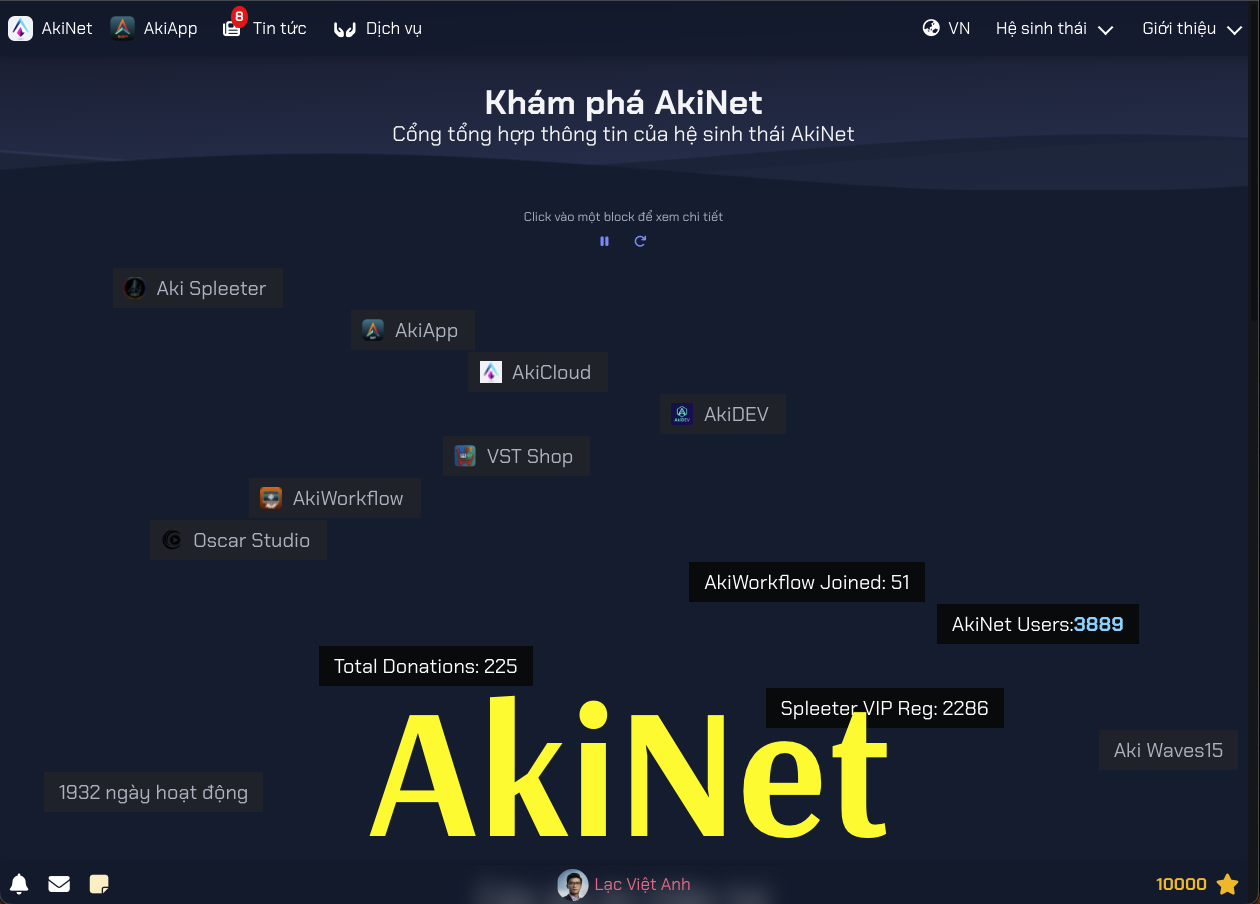 AkiNet AkiApp 8 Tin tức Dịch vụ VN Hệ sinh thái Giới thiệu
Khám phá AkiNet
Cổng tổng hợp thông tin của hệ sinh thái AkiNet
Click vào một block để xem chi tiết
Aki Spleeter
AkiApp
AkiCloud
AkiDEV
VST Shop
AkiWorkflow
Oscar Studio
AkiWorkflow Joined: 51
AkiNet Users:3889
Total Donations: 225
Spleeter VIP Reg: 2286
AkiNet
Aki Waves15
1932 ngày hoạt động
Lạc Việt Anh
10000